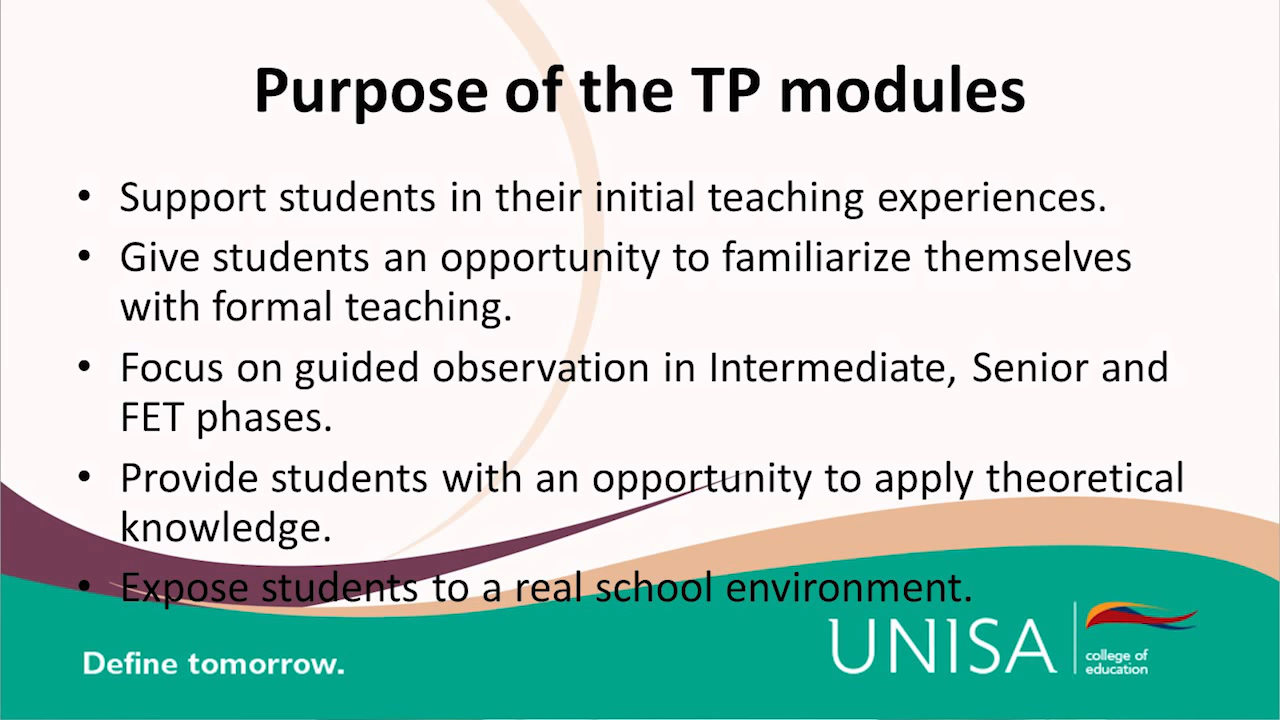 Purpose of the TP modules
• Support students in their initial teaching experiences.
• Give students an opportunity to familiarize themselves
with formal teaching.
• Focus on guided observation in Intermediate, Senior and
FET phases.
• Provide students with an opportunity to apply theoretical
knowledge.
• Expose students to a real school environment.
Define tomorrow.
UNISA
college of
education